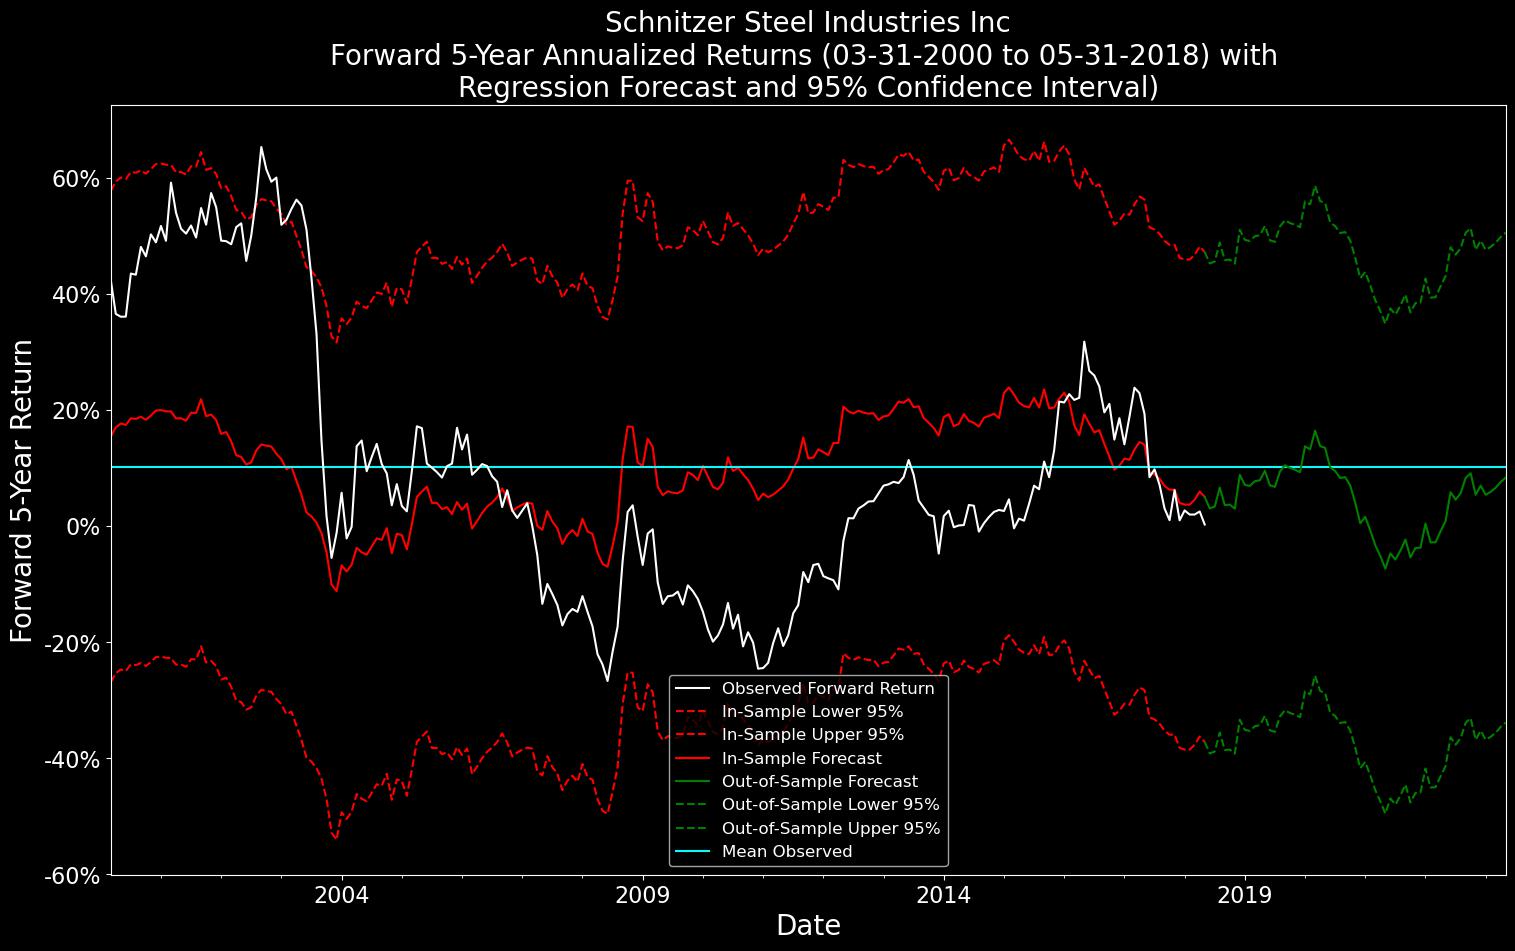 Schnitzer Steel Industries Inc
Forward 5-Year Annualized Returns (03-31-2000 to 05-31-2018) with
Regression Forecast and 95% Confidence Interval)
Forward 5-Year Return
60%
40%
20%
0%
-20%
-40%
-60%
Observed Forward Return
In-Sample Lower 95%
In-Sample Upper 95%
In-Sample Forecast
Out-of-Sample Forecast
Out-of-Sample Lower 95%
Out-of-Sample Upper 95%
Mean Observed
2004
2009
2014
2019
Date